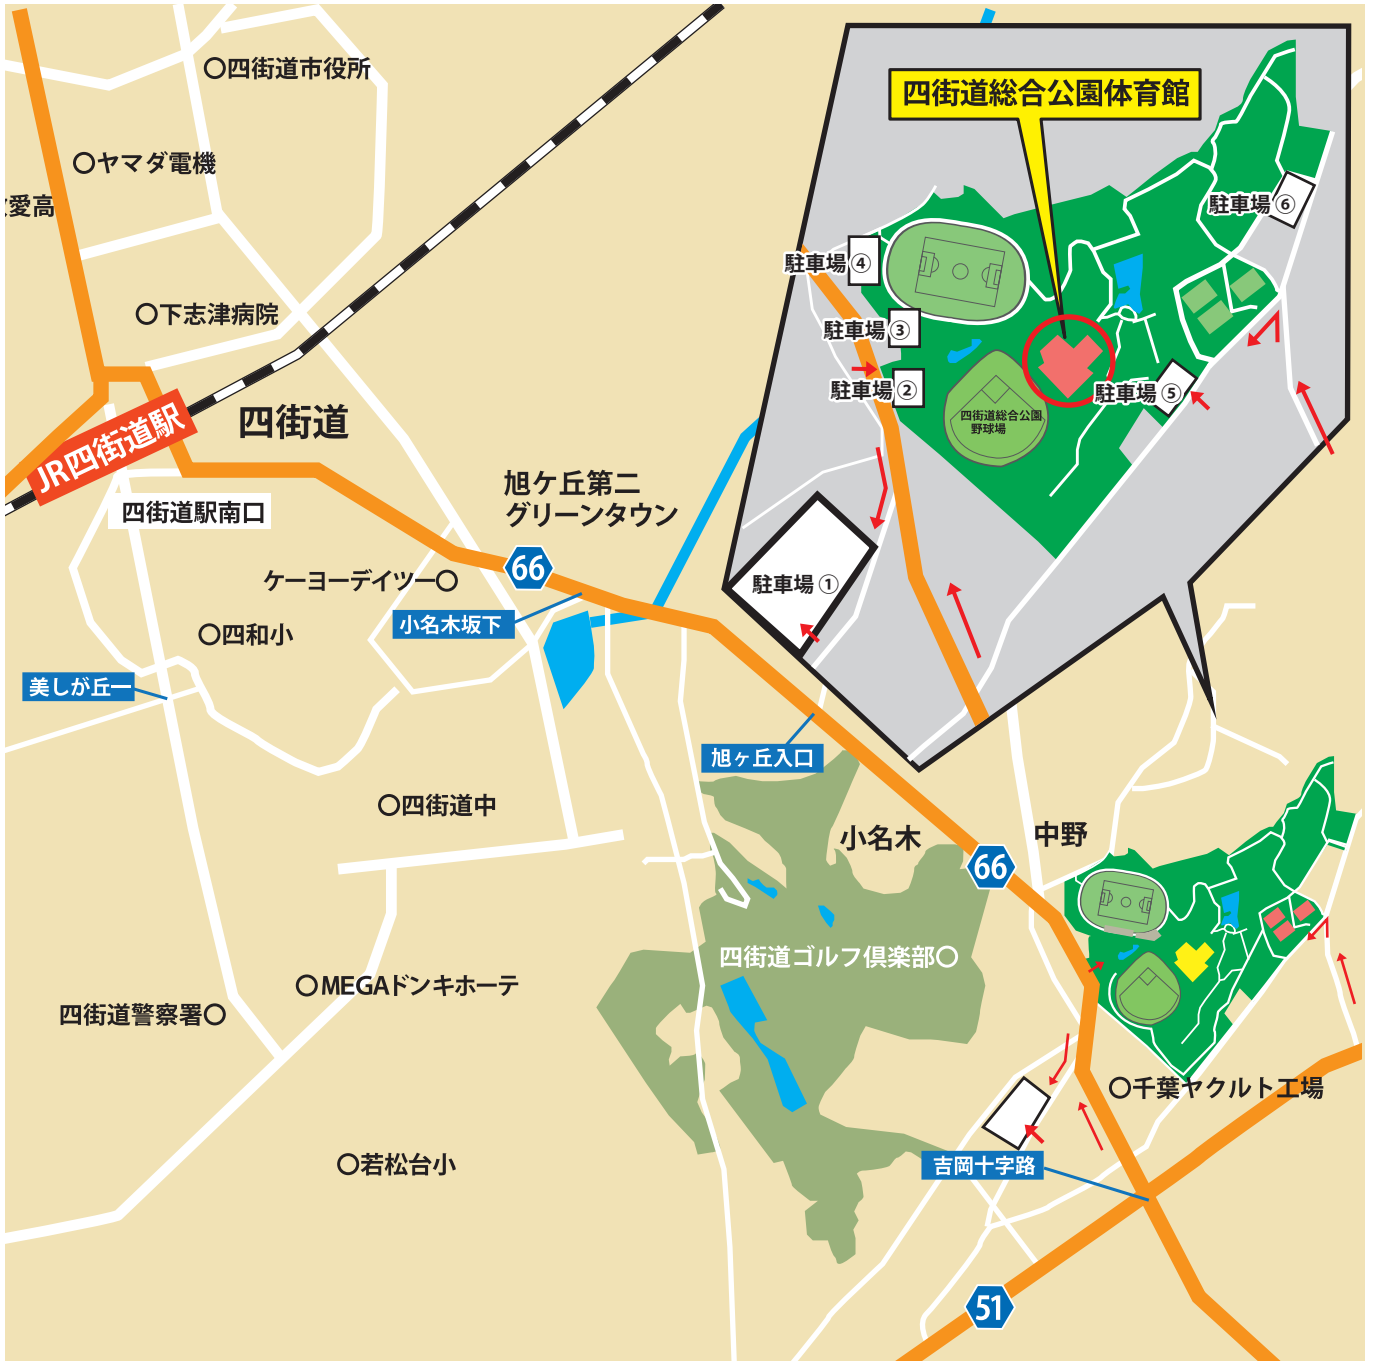 四街道市役所
四街道総合公園体育館
ヤマダ電機
愛高
駐車場⑥
駐車場④
下志津病院
駐車場③
駐車場②
駐車場⑤
四街道総合公園
野球場
四街道
JR四街道駅
四街道駅南口
旭ケ丘第二
グリーンタウン
66
ケーヨーデイツー
駐車場①
小名木坂下
四和小
美しが丘一
旭ヶ丘入口
四街道中
小名木
中野
66
四街道ゴルフ倶楽部
MEGAドンキホーテ
四街道警察署
千葉ヤクルト工場
若松台小
吉岡十字路
51